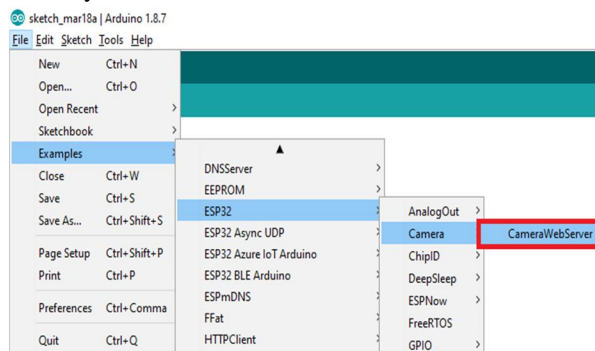 sketch_mar18a | Arduino 1.8.7
File Edit Sketch Tools Help
New Ctrl+N
Open... Ctrl+O
Open Recent
Sketchbook
Examples
Close Ctrl+W
Save Ctrl+S
Save As... Ctrl+Shift+S
Page Setup Ctrl+Shift+P
Print Ctrl+P
Preferences Ctrl+Comma
Quit Ctrl+Q
DNSServer
EEPROM
ESP32
ESP32 Async UDP
ESP32 Azure IoT Arduino
ESP32 BLE Arduino
ESPmDNS
FFat
HTTPClient
AnalogOut
Camera
ChipID
DeepSleep
ESPNow
FreeRTOS
GPIO
CameraWebServer